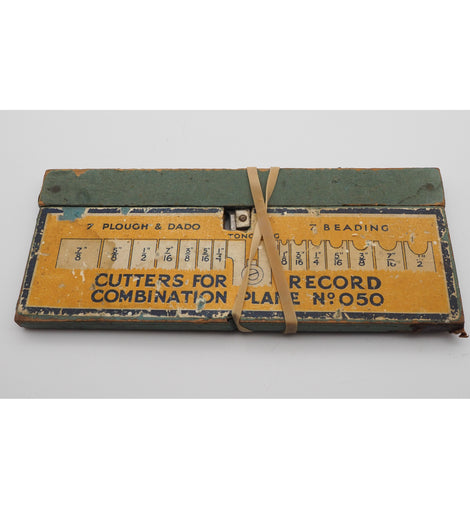 7 PLOUGH & DADO
7 BEADING
7/8 5/8 1/2 7/16 3/8 5/16 1/4
1/8 3/16 1/4 5/16 3/8 7/16 1/2
CUTTERS FOR RECORD
COMBINATION PLANE Nº 050